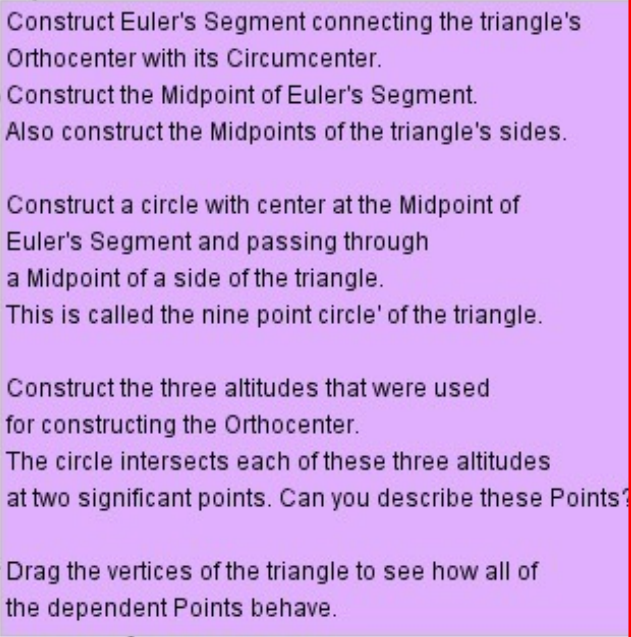 Construct Euler's Segment connecting the triangle's
Orthocenter with its Circumcenter.
Construct the Midpoint of Euler's Segment.
Also construct the Midpoints of the triangle's sides.
Construct a circle with center at the Midpoint of
Euler's Segment and passing through
a Midpoint of a side of the triangle.
This is called the nine point circle' of the triangle.
Construct the three altitudes that were used
for constructing the Orthocenter.
The circle intersects each of these three altitudes
at two significant points. Can you describe these Points?
Drag the vertices of the triangle to see how all of
the dependent Points behave.